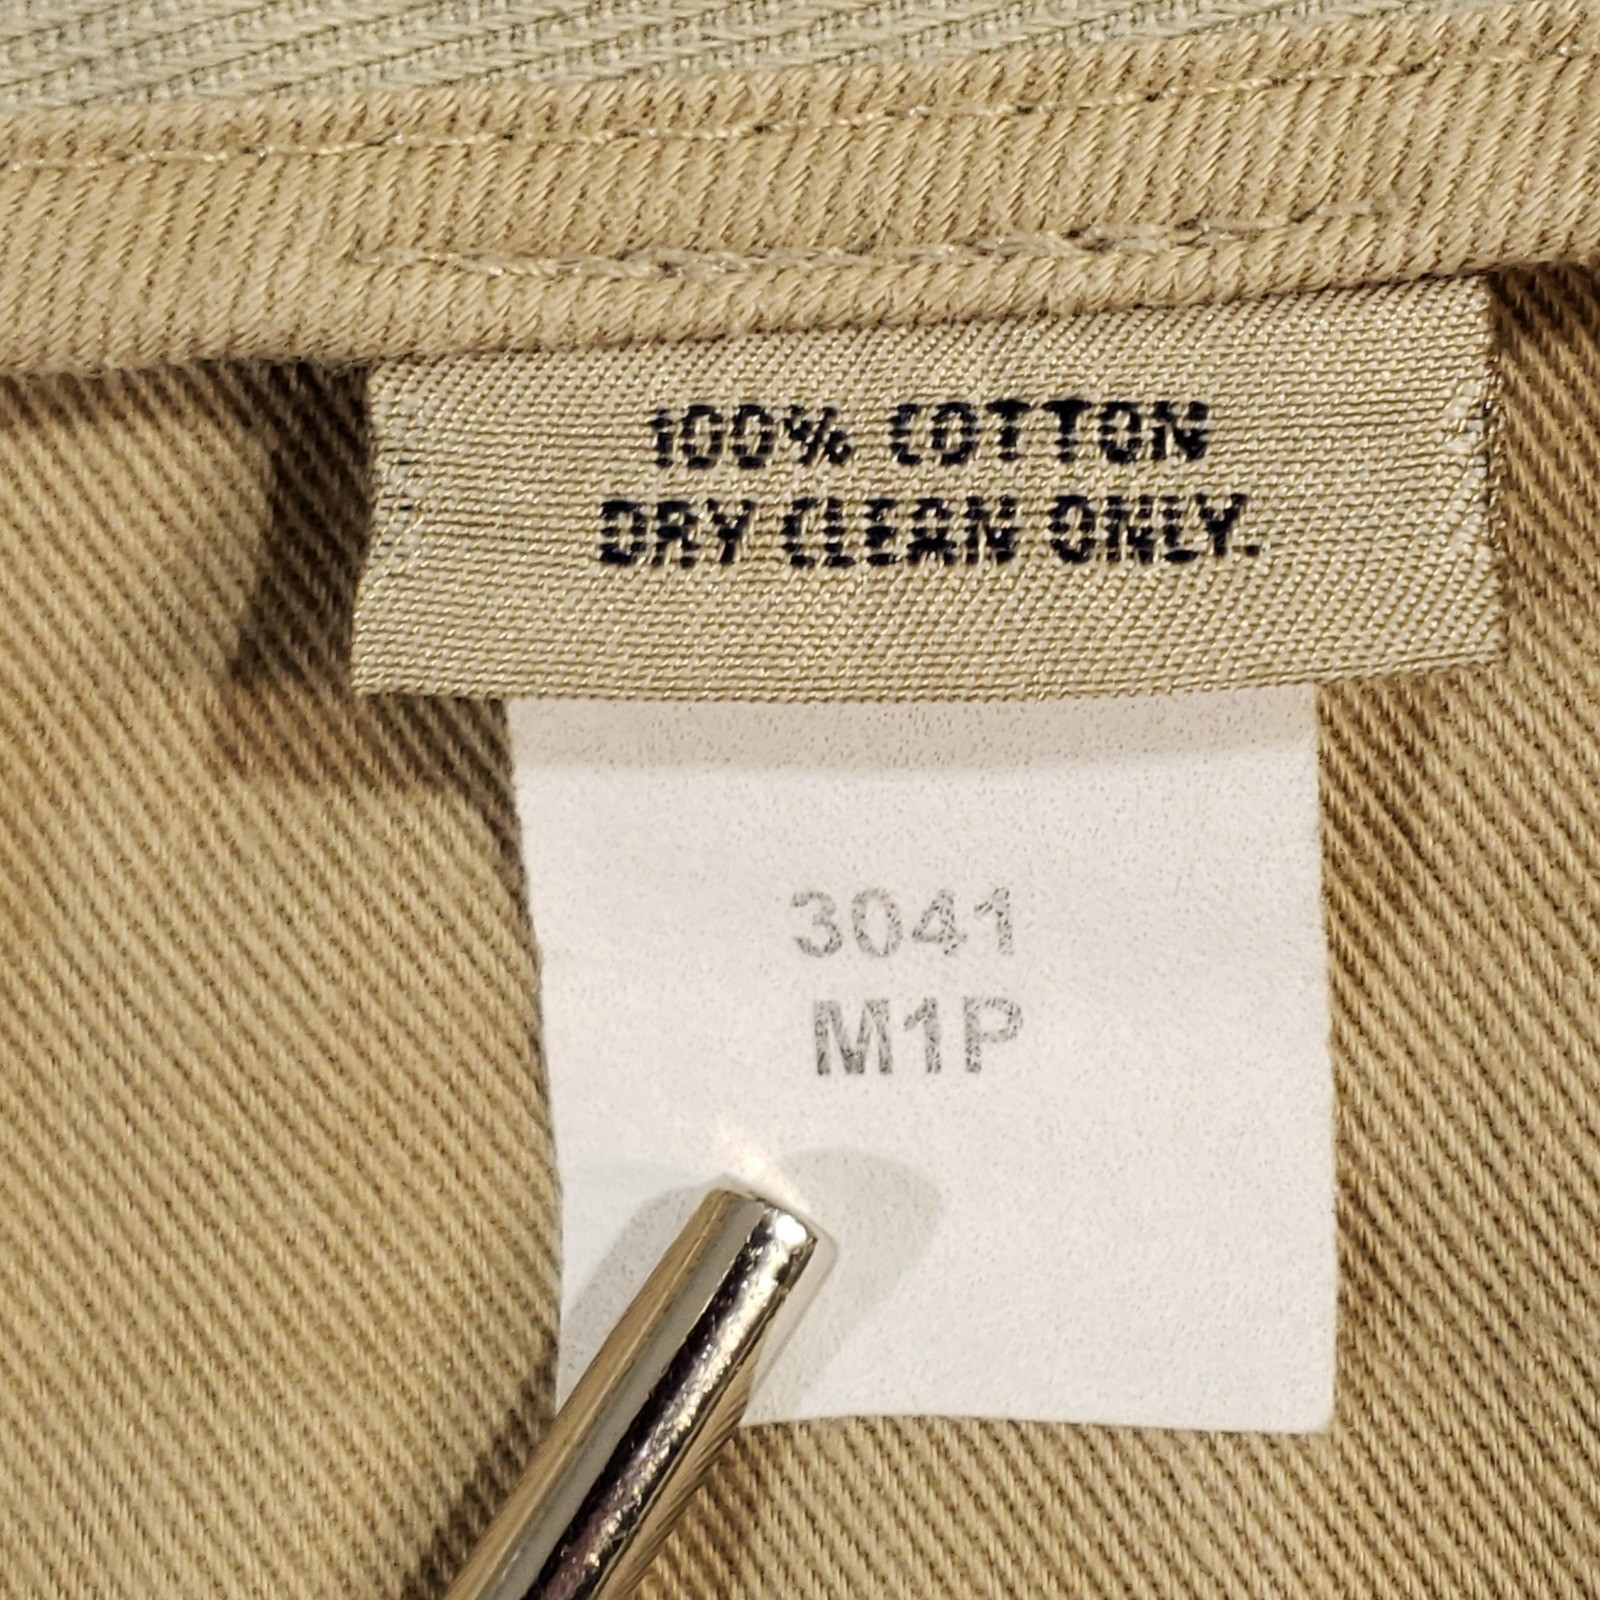 100% COTTON
DRY CLEAN ONLY.
3041
M1P